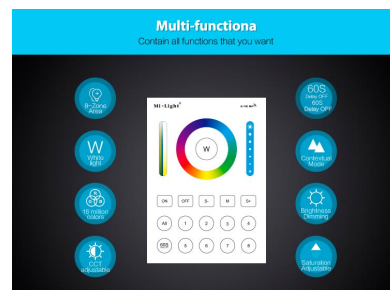 Multi-functiona
Contain all functions that you want
8-Zone
Area
W
White
light
16 million
colors
CCT
adjustable
Mi·Light
W
ON
OFF
S-
M
S+
All
1
2
3
4
60S
5
6
7
8
60S
Delay OFF
60S
Delay OFF
Contextual
Mode
Brightness
Dimming
Saturation
Adjustable